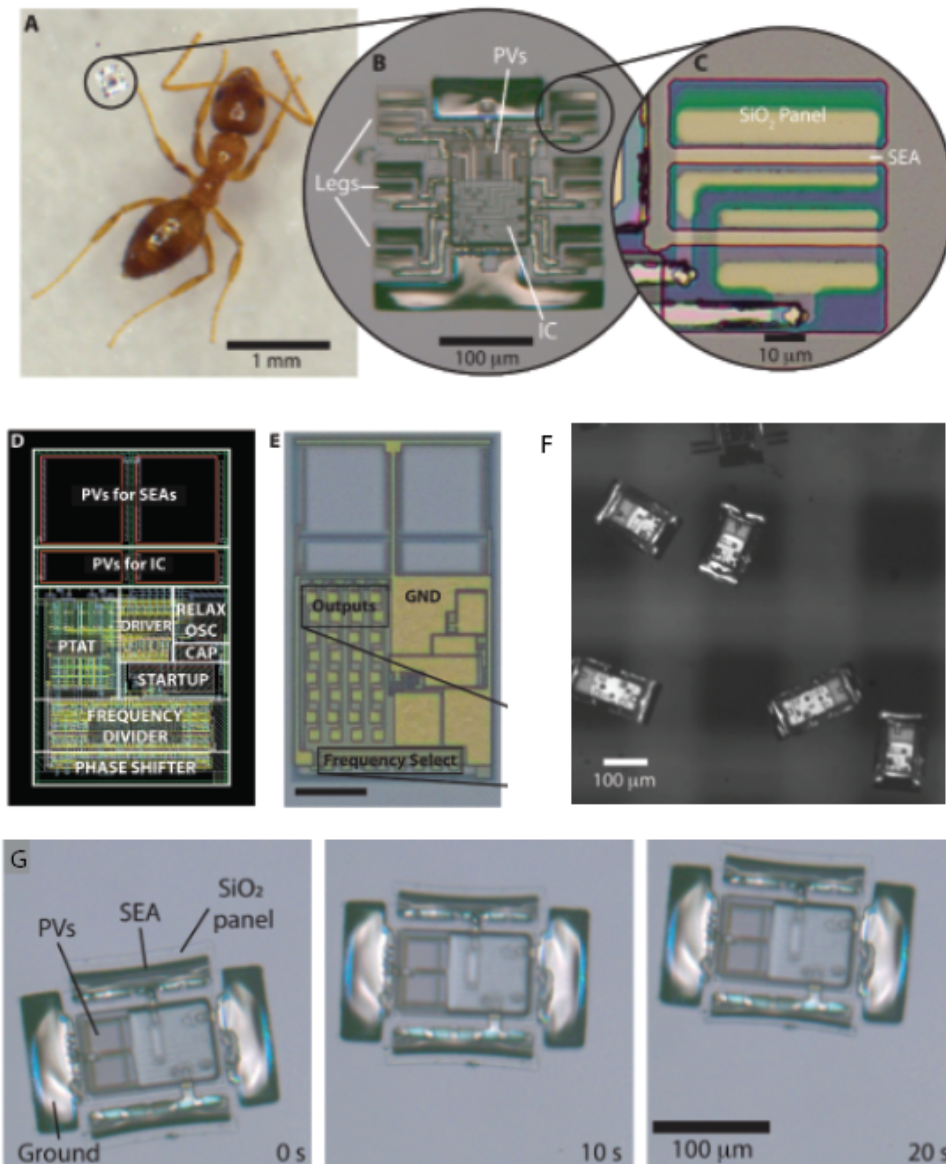 A
1 mm
B
PVs
Legs
IC
100 μm
C
SiO₂ Panel
SEA
10 μm
D
PVs for SEAs
PVs for IC
PTAT
DRIVER
RELAX
OSC
CAP
STARTUP
FREQUENCY
DIVIDER
PHASE SHIFTER
E
Outputs
GND
Frequency Select
F
100 μm
G
PVs
SEA
SiO₂
panel
Ground
0 s
10 s
100 μm
20 s